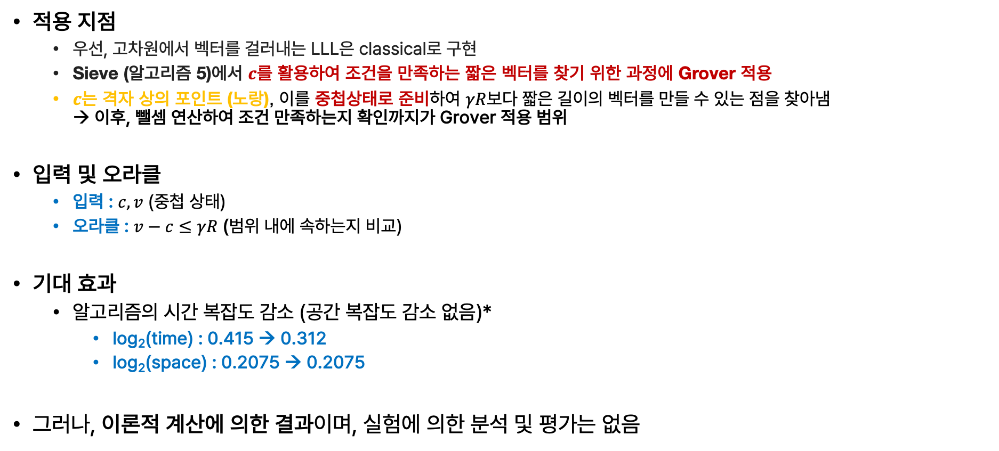 • 적용 지점
• 우선, 고차원에서 벡터를 걸러내는 LLL은 classical로 구현
• Sieve (알고리즘 5)에서 c를 활용하여 조건을 만족하는 짧은 벡터를 찾기 위한 과정에 Grover 적용
• c는 격자 상의 포인트 (노랑), 이를 중첩상태로 준비하여 γR보다 짧은 길이의 벡터를 만들 수 있는 점을 찾아냄
→ 이후, 뺄셈 연산하여 조건 만족하는지 확인까지가 Grover 적용 범위
• 입력 및 오라클
• 입력 : c, v (중첩 상태)
• 오라클 : v − c ≤ γR (범위 내에 속하는지 비교)
• 기대 효과
• 알고리즘의 시간 복잡도 감소 (공간 복잡도 감소 없음)*
• log₂(time) : 0.415 → 0.312
• log₂(space) : 0.2075 → 0.2075
• 그러나, 이론적 계산에 의한 결과이며, 실험에 의한 분석 및 평가는 없음